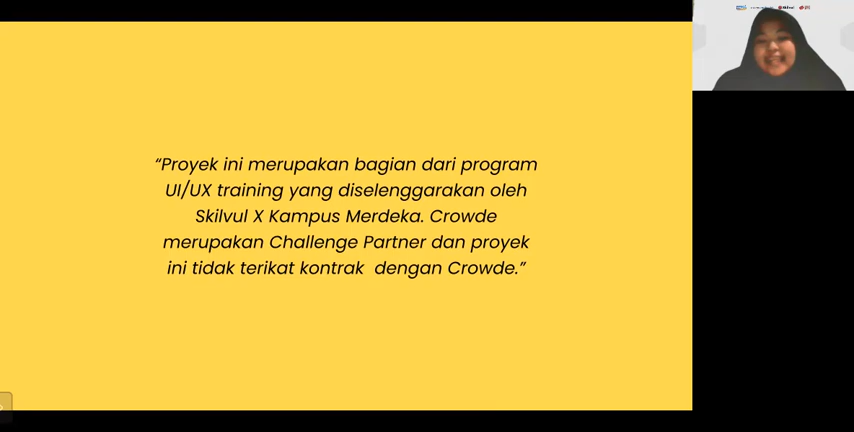 “Proyek ini merupakan bagian dari program
UI/UX training yang diselenggarakan oleh
Skilvul X Kampus Merdeka. Crowde
merupakan Challenge Partner dan proyek
ini tidak terikat kontrak  dengan Crowde.”